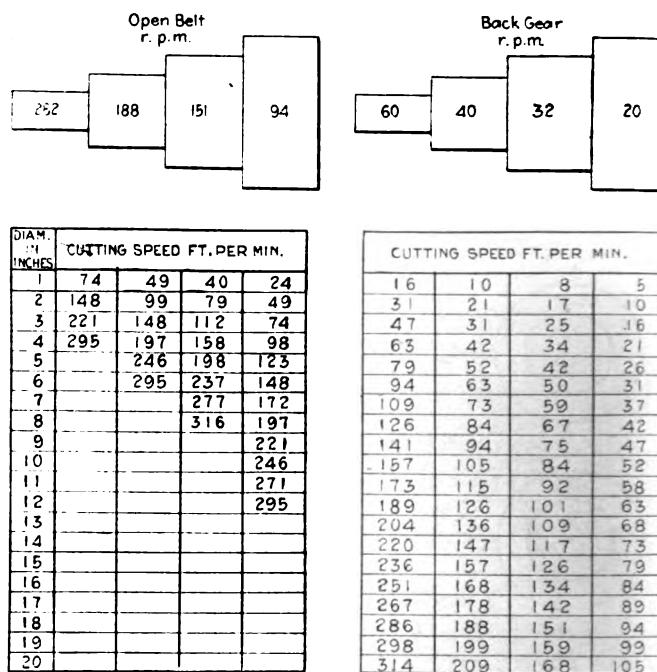 Open Belt
r. p.m.
282 188 151 94
Back Gear
r. p.m.
60 40 32 20
DIAM. IN INCHES CUTTING SPEED FT. PER MIN.
1 74 49 40 24
2 148 99 79 49
3 221 148 112 74
4 295 197 158 98
5 246 198 123
6 295 237 148
7 277 172
8 316 197
9 221
10 246
11 271
12 295
13
14
15
16
17
18
19
20
CUTTING SPEED FT. PER MIN.
16 10 8 5
31 21 17 10
47 31 25 16
63 42 34 21
79 52 42 26
94 63 50 31
109 73 59 37
126 84 67 42
141 94 75 47
157 105 84 52
173 115 92 58
189 126 101 63
204 136 109 68
220 147 117 73
236 157 126 79
251 168 134 84
267 178 142 89
286 188 151 94
298 199 159 99
314 209 168 105